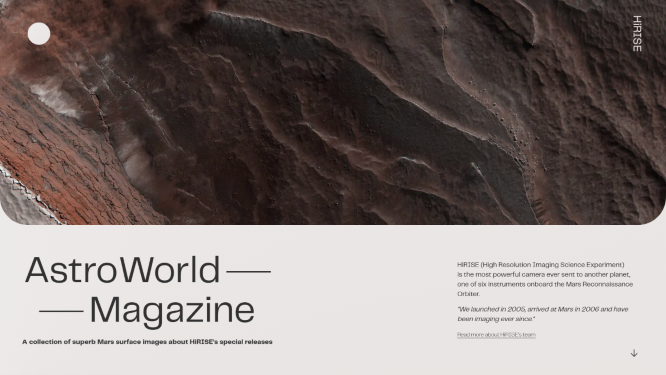 HiRISE
AstroWorld
Magazine
A collection of superb Mars surface images about HiRISE's special releases
HiRISE (High Resolution Imaging Science Experiment)
is the most powerful camera ever sent to another planet,
one of six instruments onboard the Mars Reconnaissance
Orbiter.
"We launched in 2005, arrived at Mars in 2006 and have
been imaging ever since."
Read more about HiRISE's team